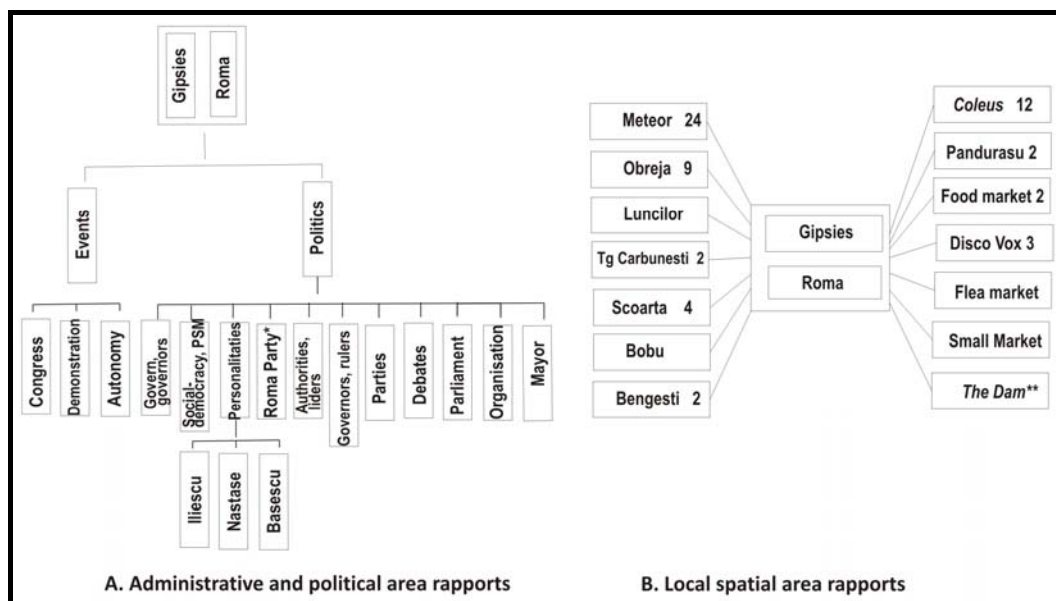 Gipsies
Roma
Events
Politics
Congress
Demonstration
Autonomy
Govern,
governors
Social-
democracy, PSM
Personalitaties
Roma Party*
Authorities,
liders
Governors, rulers
Parties
Debates
Parliament
Organisation
Mayor
Iliescu
Nastase
Basescu
A. Administrative and political area rapports
Meteor 24
Obreja 9
Luncilor
Tg Carbunesti 2
Scoarta 4
Bobu
Bengesti 2
Gipsies
Roma
Coleus 12
Pandurasu 2
Food market 2
Disco Vox 3
Flea market
Small Market
The Dam**
B. Local spatial area rapports